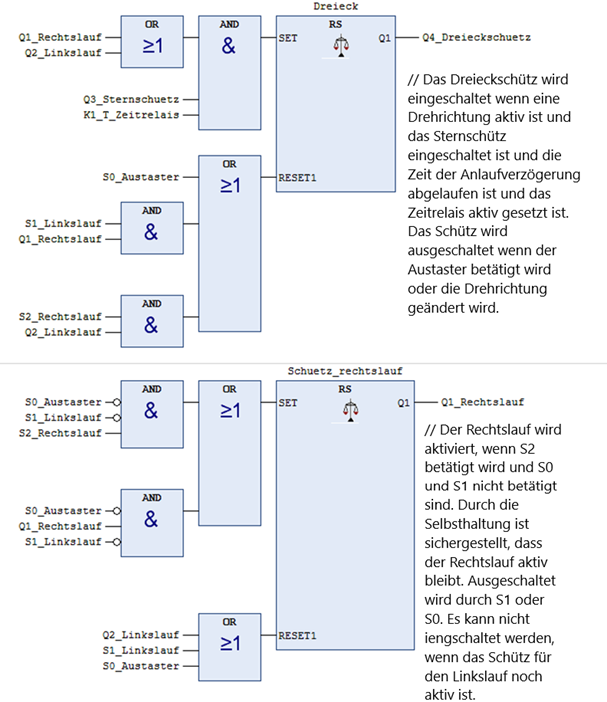 Dreieck
OR
AND
RS
Q1_Rechtslauf
Q2_Linkslauf
≥1
&
SET
Q1
Q4_Dreieckschuetz
Q3_Sternschuetz
K1_T_Zeitrelais
// Das Dreieckschütz wird
eingeschaltet wenn eine
Drehrichtung aktiv ist und
das Sternschütz
eingeschaltet ist und die
Zeit der Anlaufverzögerung
abgelaufen ist und das
Zeitrelais aktiv gesetzt ist.
Das Schütz wird
ausgeschaltet wenn der
Austaster betätigt wird
oder die Drehrichtung
geändert wird.
OR
S0_Austaster
≥1
RESET1
AND
S1_Linkslauf
Q1_Rechtslauf
&
AND
S2_Rechtslauf
Q2_Linkslauf
&
Schuetz_rechtslauf
AND
OR
RS
S0_Austaster
S1_Linkslauf
S2_Rechtslauf
&
≥1
SET
Q1
Q1_Rechtslauf
// Der Rechtslauf wird
aktiviert, wenn S2
betätigt wird und S0
und S1 nicht betätigt
sind. Durch die
Selbsthaltung ist
sichergestellt, dass
der Rechtslauf aktiv
bleibt. Ausgeschaltet
wird durch S1 oder
S0. Es kann nicht
iengschaltet werden,
wenn das Schütz für
den Linkslauf noch
aktiv ist.
AND
S0_Austaster
Q1_Rechtslauf
S1_Linkslauf
&
OR
Q2_Linkslauf
S1_Linkslauf
S0_Austaster
≥1
RESET1